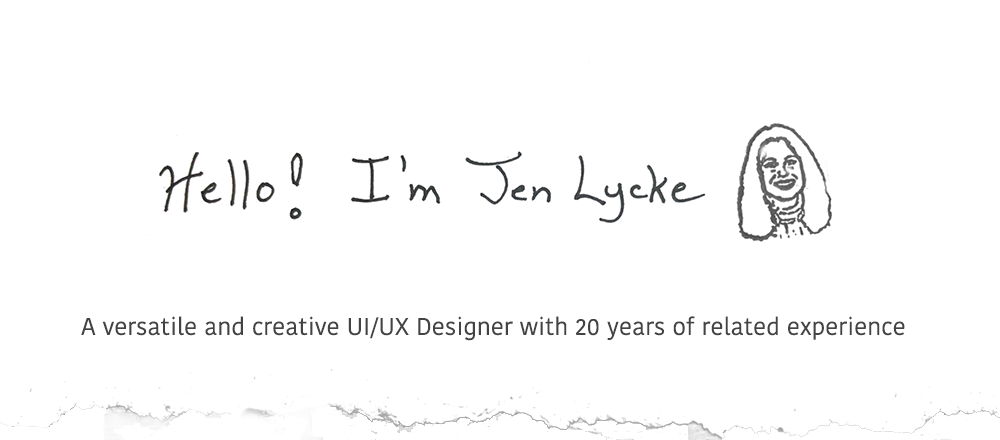 Hello! I'm Jen Lycke
A versatile and creative UI/UX Designer with 20 years of related experience